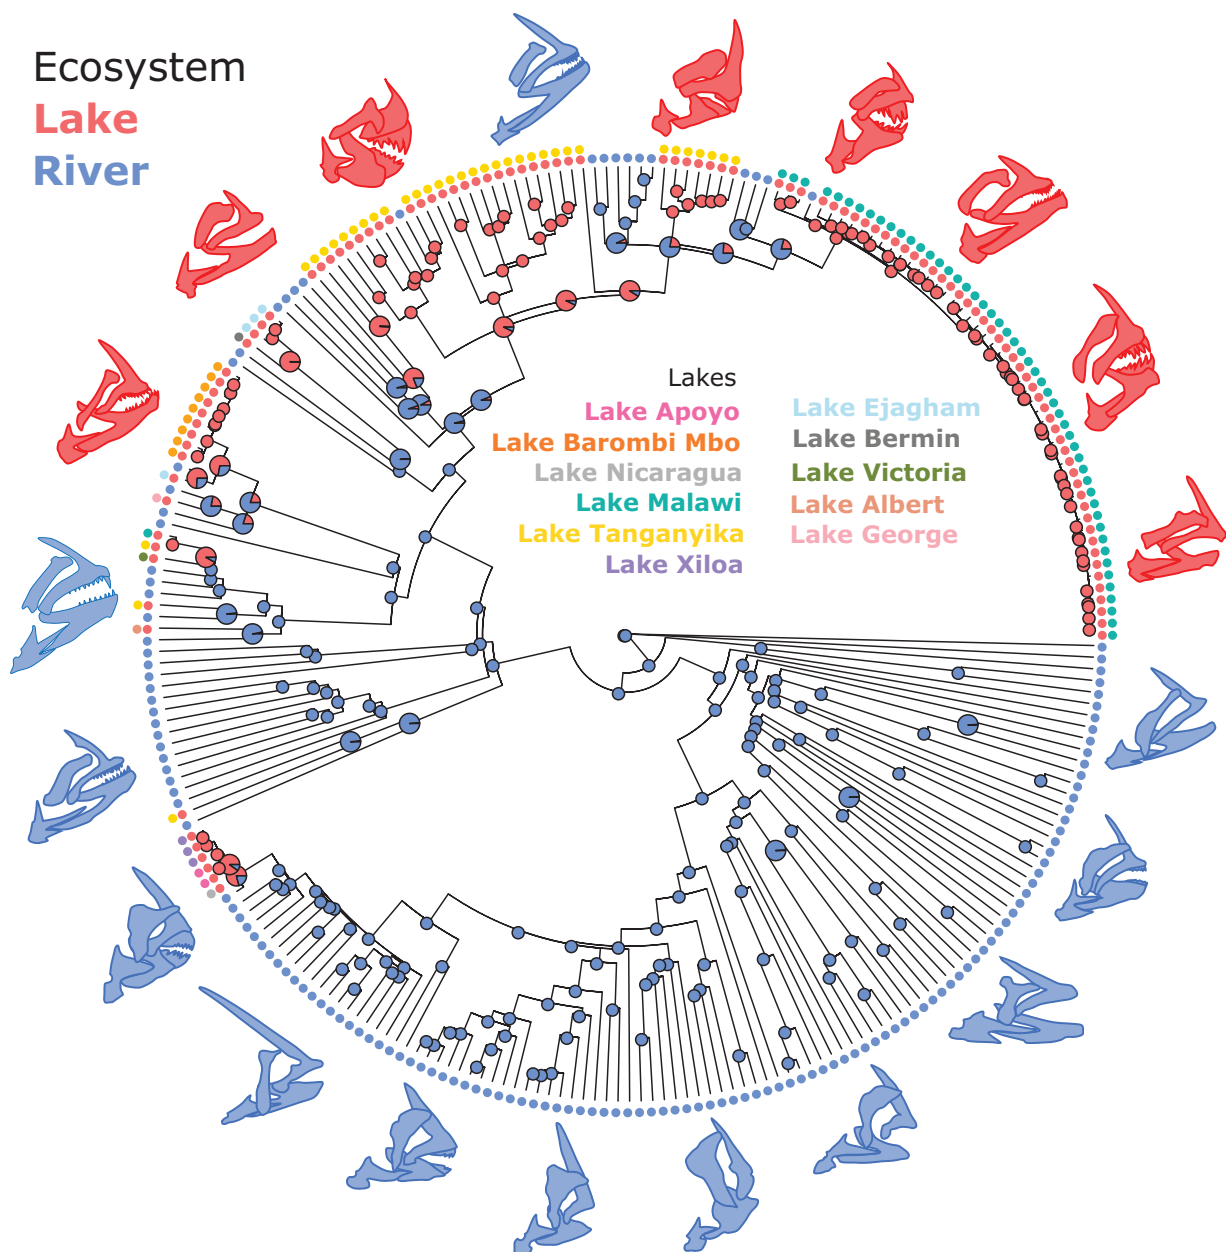 Ecosystem
Lake
River
Lakes
Lake Apoyo
Lake Barombi Mbo
Lake Nicaragua
Lake Malawi
Lake Tanganyika
Lake Xiloa
Lake Ejagham
Lake Bermin
Lake Victoria
Lake Albert
Lake George